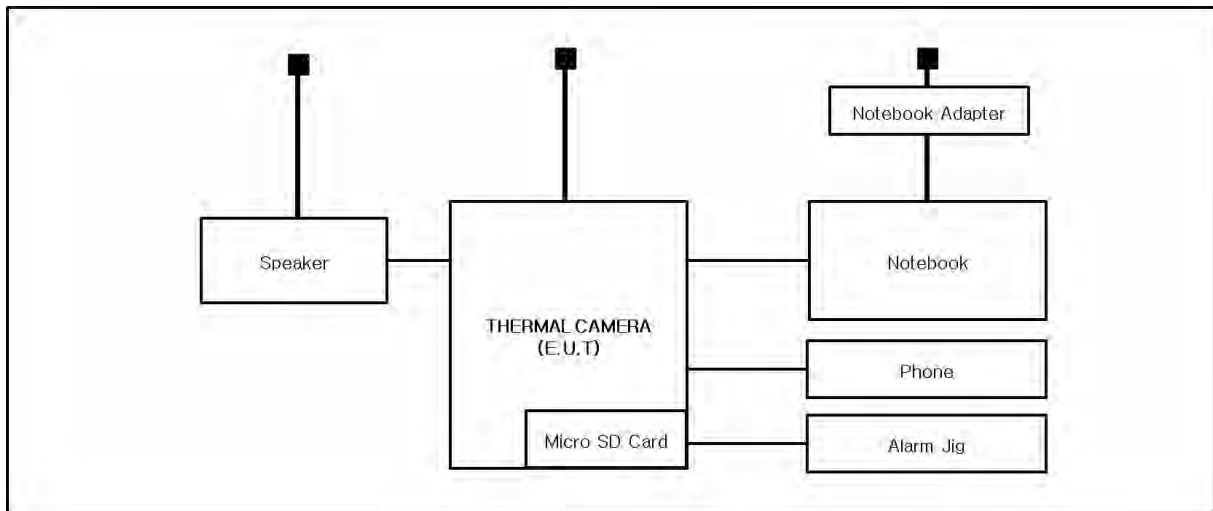 Notebook Adapter
Speaker
Notebook
THERMAL CAMERA
(E.U.T)
Phone
Micro SD Card
Alarm Jig